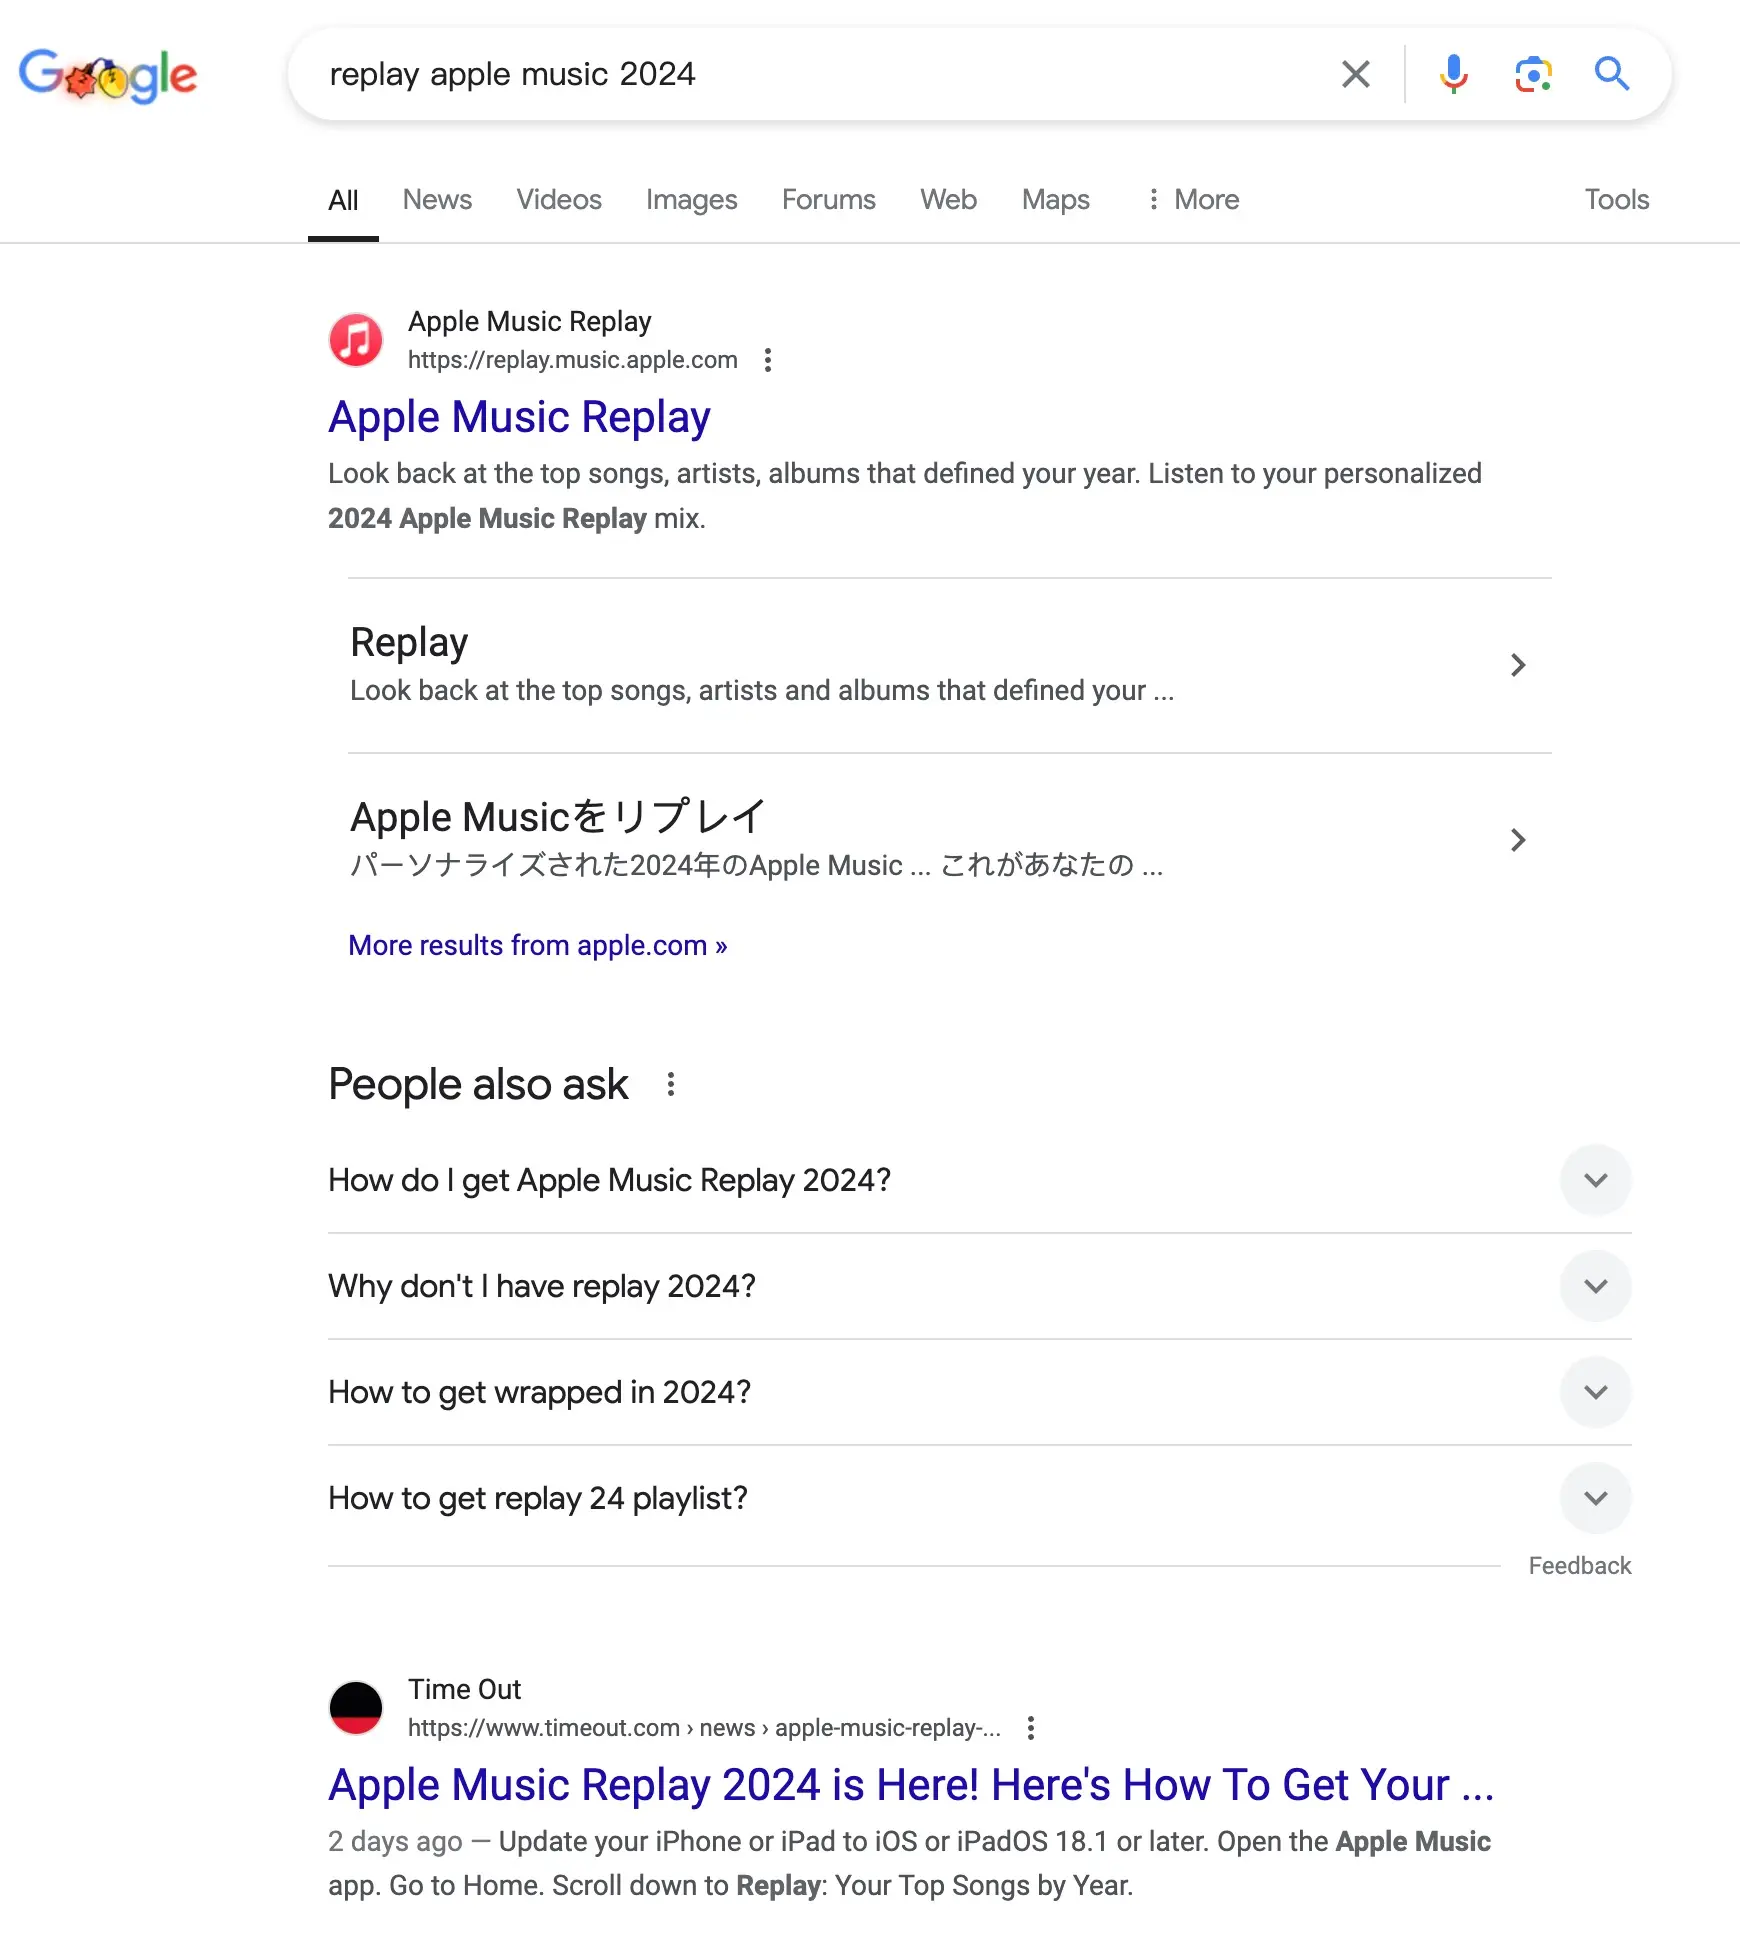 Google
replay apple music 2024
All News Videos Images Forums Web Maps More Tools
Apple Music Replay
https://replay.music.apple.com
Apple Music Replay
Look back at the top songs, artists, albums that defined your year. Listen to your personalized
2024 Apple Music Replay mix.
Replay
Look back at the top songs, artists and albums that defined your ...
Apple Musicをリプレイ
パーソナライズされた2024年のApple Music ... これがあなたの ...
More results from apple.com »
People also ask
How do I get Apple Music Replay 2024?
Why don't I have replay 2024?
How to get wrapped in 2024?
How to get replay 24 playlist?
Feedback
Time Out
https://www.timeout.com › news › apple-music-replay-...
Apple Music Replay 2024 is Here! Here's How To Get Your ...
2 days ago — Update your iPhone or iPad to iOS or iPadOS 18.1 or later. Open the Apple Music
app. Go to Home. Scroll down to Replay: Your Top Songs by Year.